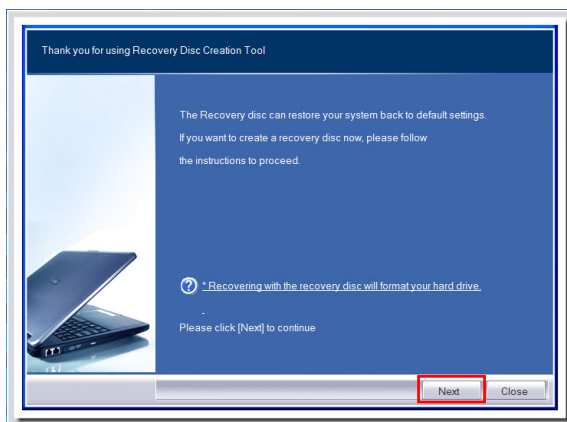 Thank you for using Recovery Disc Creation Tool
The Recovery disc can restore your system back to default settings.
If you want to create a recovery disc now, please follow
the instructions to proceed.
* Recovering with the recovery disc will format your hard drive.
Please click [Next] to continue
Next Close